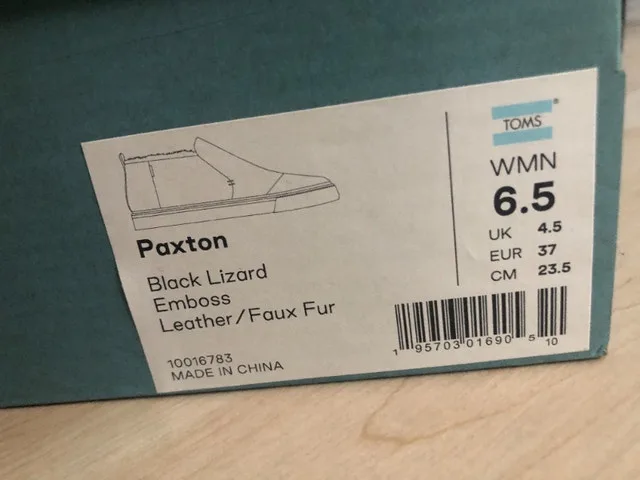 Paxton
Black Lizard
Emboss
Leather/Faux Fur
10016783
MADE IN CHINA
TOMS®
WMN
6.5
UK 4.5
EUR 37
CM 23.5
1 95703 01690 5 10